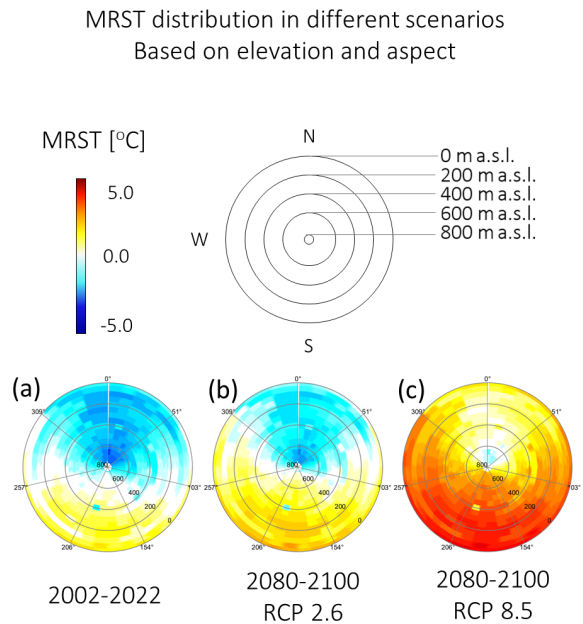 MRST distribution in different scenarios
Based on elevation and aspect
MRST [°C]
5.0
0.0
-5.0
N
W
S
0 m a.s.l.
200 m a.s.l.
400 m a.s.l.
600 m a.s.l.
800 m a.s.l.
(a)
0°
51°
103°
154°
206°
257°
309°
800
600
400
200
0
2002-2022
(b)
0°
51°
103°
154°
206°
257°
309°
800
600
400
200
0
2080-2100
RCP 2.6
(c)
0°
51°
103°
154°
206°
257°
309°
800
600
400
200
0
2080-2100
RCP 8.5